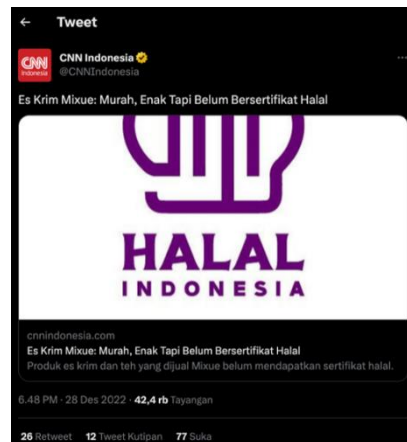 Tweet
CNN Indonesia
CNN Indonesia
@CNNIndonesia
Es Krim Mixue: Murah, Enak Tapi Belum Bersertifikat Halal
HALAL
INDONESIA
cnnindonesia.com
Es Krim Mixue: Murah, Enak Tapi Belum Bersertifikat Halal
Produk es krim dan teh yang dijual Mixue belum mendapatkan sertifikat halal.
6.48 PM · 28 Des 2022 · 42,4 rb Tayangan
26 Retweet 12 Tweet Kutipan 77 Suka